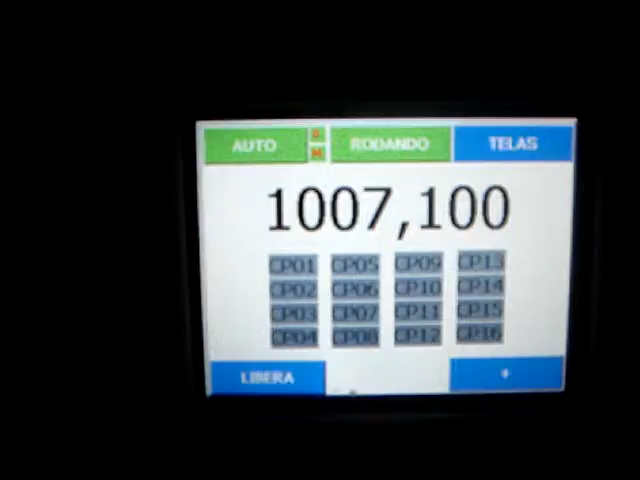 AUTO RODANDO TELAS
1007,100
CP01 CP05 CP09 CP13
CP02 CP06 CP10 CP14
CP03 CP07 CP11 CP15
CP04 CP08 CP12 CP16
LIBERA +